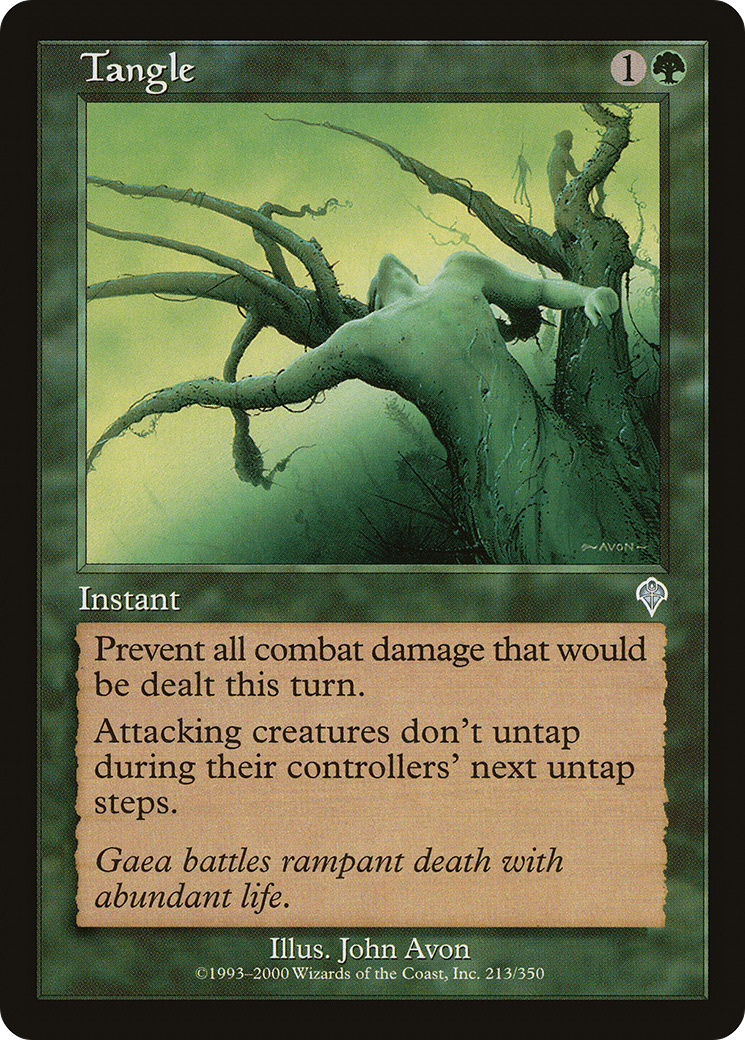 Tangle
1
~AVON~
Instant
Prevent all combat damage that would
be dealt this turn.
Attacking creatures don't untap
during their controllers' next untap
steps.
Gaea battles rampant death with
abundant life.
Illus. John Avon
©1993–2000 Wizards of the Coast, Inc. 213/350